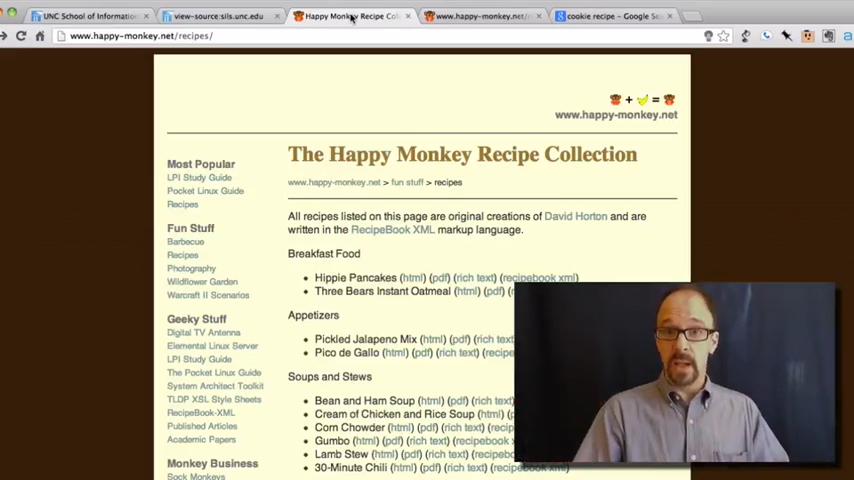 UNC School of Information
view-source:sils.unc.edu
Happy Monkey Recipe Col
www.happy-monkey.net/r
cookie recipe - Google Se
www.happy-monkey.net/recipes/
+ =
www.happy-monkey.net
The Happy Monkey Recipe Collection
www.happy-monkey.net > fun stuff > recipes
All recipes listed on this page are original creations of David Horton and are
written in the RecipeBook XML markup language.
Breakfast Food
• Hippie Pancakes (html) (pdf) (rich text) (recipebook xml)
• Three Bears Instant Oatmeal (html) (pdf) (
Appetizers
• Pickled Jalapeno Mix (html) (pdf) (rich text
• Pico de Gallo (html) (pdf) (rich text) (recipe
Soups and Stews
• Bean and Ham Soup (html) (pdf) (rich text)
• Cream of Chicken and Rice Soup (html) (p
• Corn Chowder (html) (pdf) (rich text) (recip
• Gumbo (html) (pdf) (rich text) (recipebook x
• Lamb Stew (html) (pdf) (rich text) (recipebo
• 30-Minute Chili (html) (pdf) (rich text) (recipebook xml)
Most Popular
LPI Study Guide
Pocket Linux Guide
Recipes
Fun Stuff
Barbecue
Recipes
Photography
Wildflower Garden
Warcraft II Scenarios
Geeky Stuff
Digital TV Antenna
Elemental Linux Server
LPI Study Guide
The Pocket Linux Guide
System Architect Toolkit
TLDP XSL Style Sheets
RecipeBook-XML
Published Articles
Academic Papers
Monkey Business
Sock Monkeys